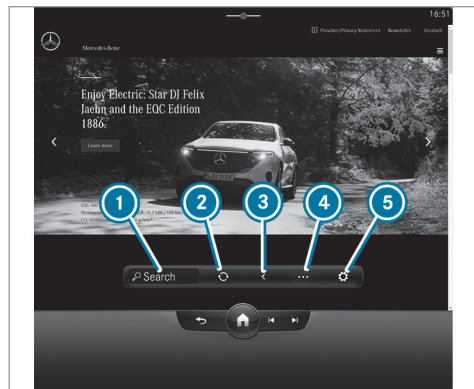 16:51
Provider/Privacy Statement Newsletter Deutsch
Mercedes-Benz
Enjoy Electric: Star DJ Felix
Jaehn and the EQC Edition
1886.
Learn more
1 2 3 4 5
Search